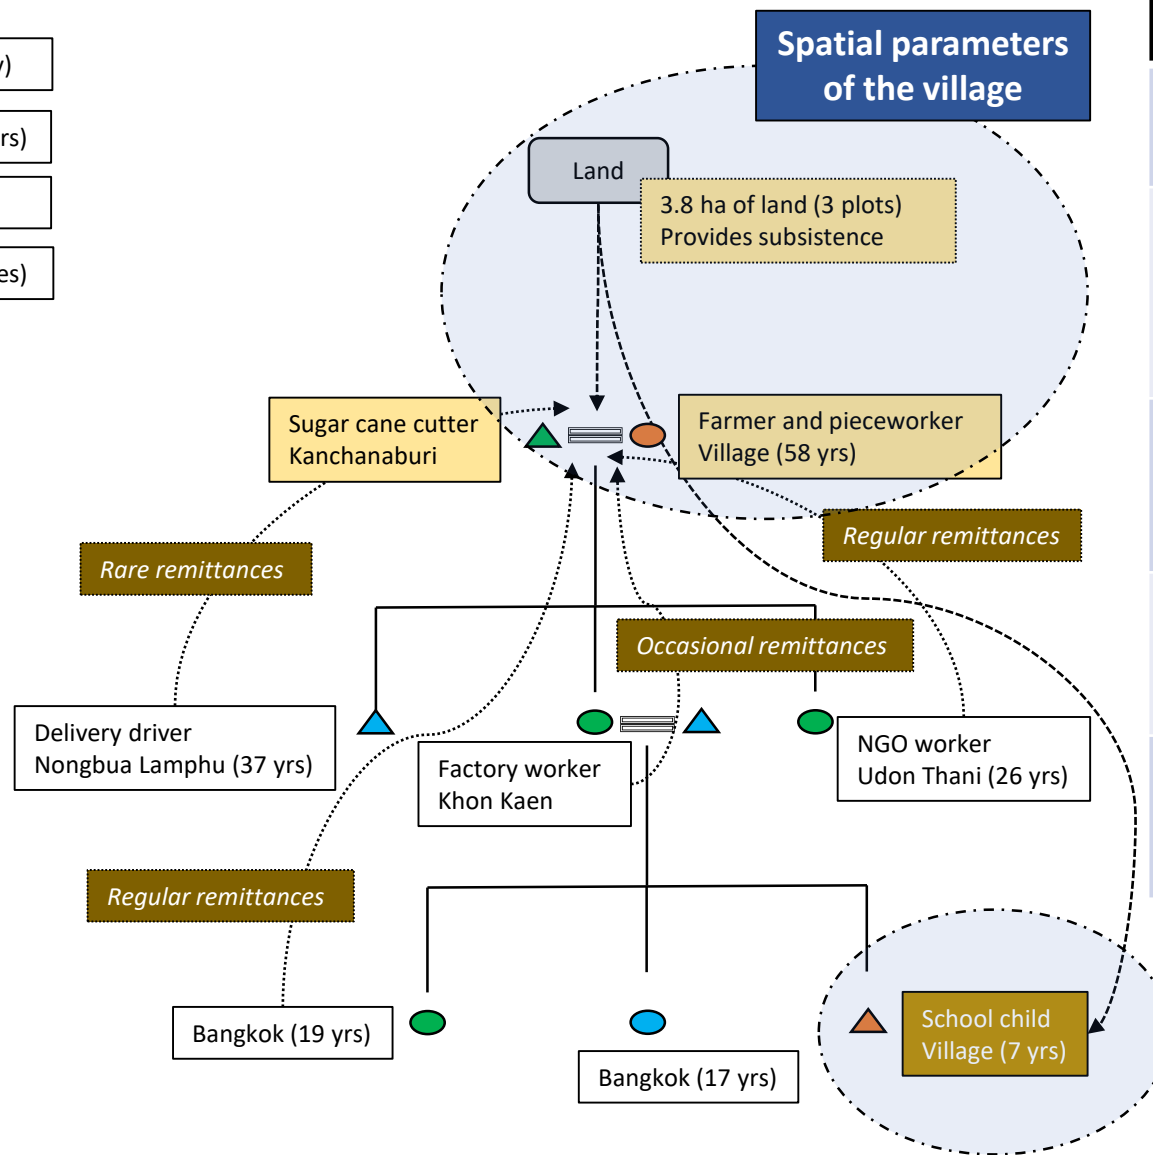 Spatial parameters
of the village
y)
rs)
es)
Land
3.8 ha of land (3 plots)
Provides subsistence
Sugar cane cutter
Kanchanaburi
Farmer and pieceworker
Village (58 yrs)
Rare remittances
Regular remittances
Occasional remittances
Delivery driver
Nongbua Lamphu (37 yrs)
Factory worker
Khon Kaen
NGO worker
Udon Thani (26 yrs)
Regular remittances
Bangkok (19 yrs)
Bangkok (17 yrs)
School child
Village (7 yrs)